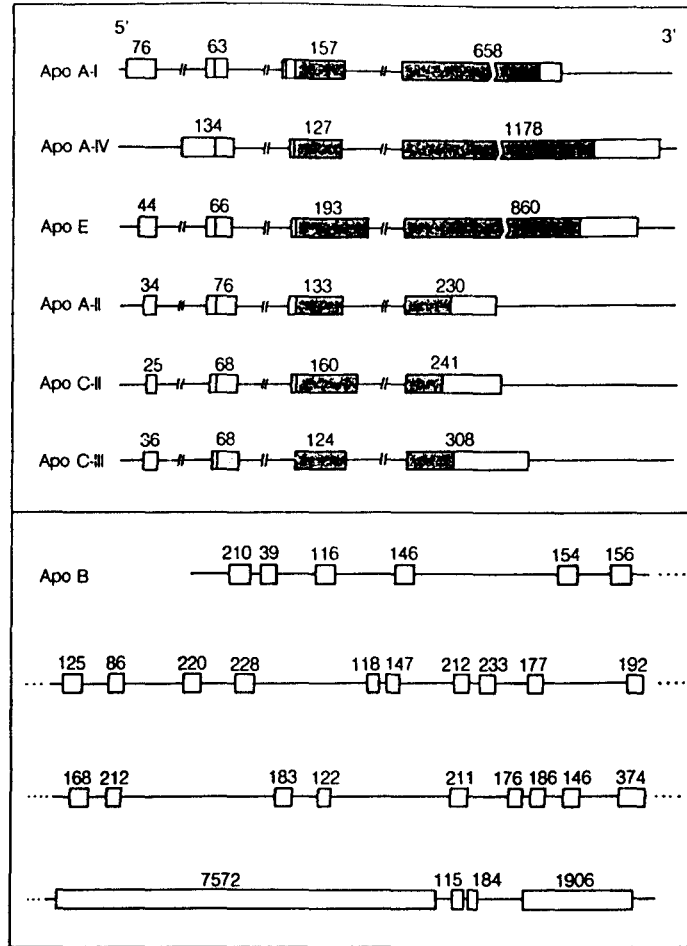 5' 3'
76 63 157 658
Apo A-I
134 127 1178
Apo A-IV
44 66 193 860
Apo E
34 76 133 230
Apo A-II
25 68 160 241
Apo C-II
36 68 124 308
Apo C-III
210 39 116 146 154 156
Apo B
125 86 220 228 118 147 212 233 177 192
168 212 183 122 211 176 186 146 374
7572 115 184 1906